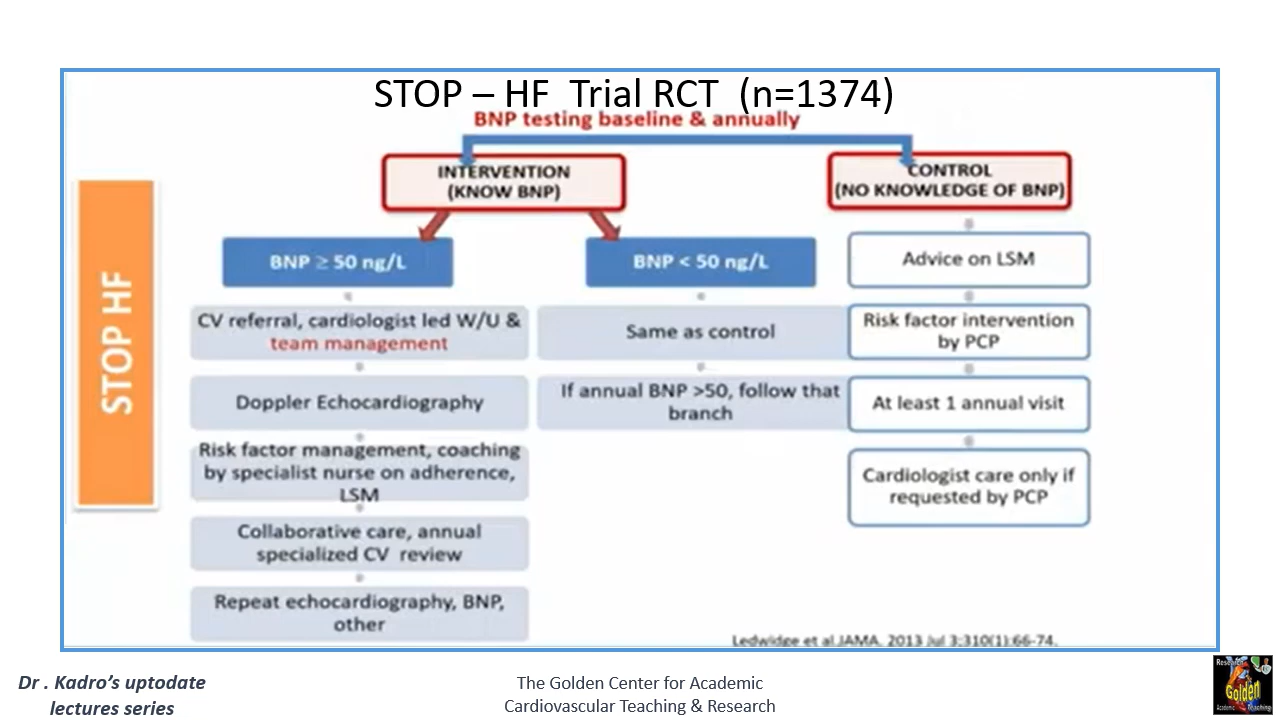 STOP – HF Trial RCT (n=1374)
BNP testing baseline & annually
INTERVENTION
(KNOW BNP)
CONTROL
(NO KNOWLEDGE OF BNP)
STOP HF
BNP ≥ 50 ng/L
CV referral, cardiologist led W/U &
team management
Doppler Echocardiography
Risk factor management, coaching
by specialist nurse on adherence,
LSM
Collaborative care, annual
specialized CV review
Repeat echocardiography, BNP,
other
BNP < 50 ng/L
Same as control
If annual BNP >50, follow that
branch
Advice on LSM
Risk factor intervention
by PCP
At least 1 annual visit
Cardiologist care only if
requested by PCP
Ledwidge et al.JAMA. 2013 Jul 3;310(1):66-74.
Dr . Kadro’s uptodate
lectures series
The Golden Center for Academic
Cardiovascular Teaching & Research
Research
Golden
Academic Teaching